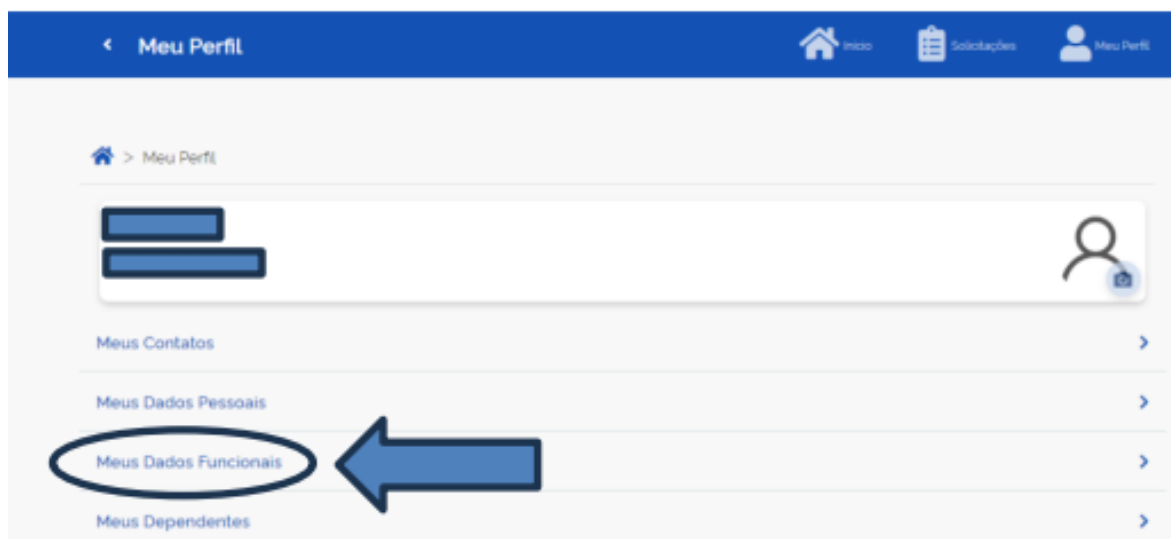 Meu Perfil
Início
Solicitações
Meu Perfil
> Meu Perfil
Meus Contatos
Meus Dados Pessoais
Meus Dados Funcionais
Meus Dependentes